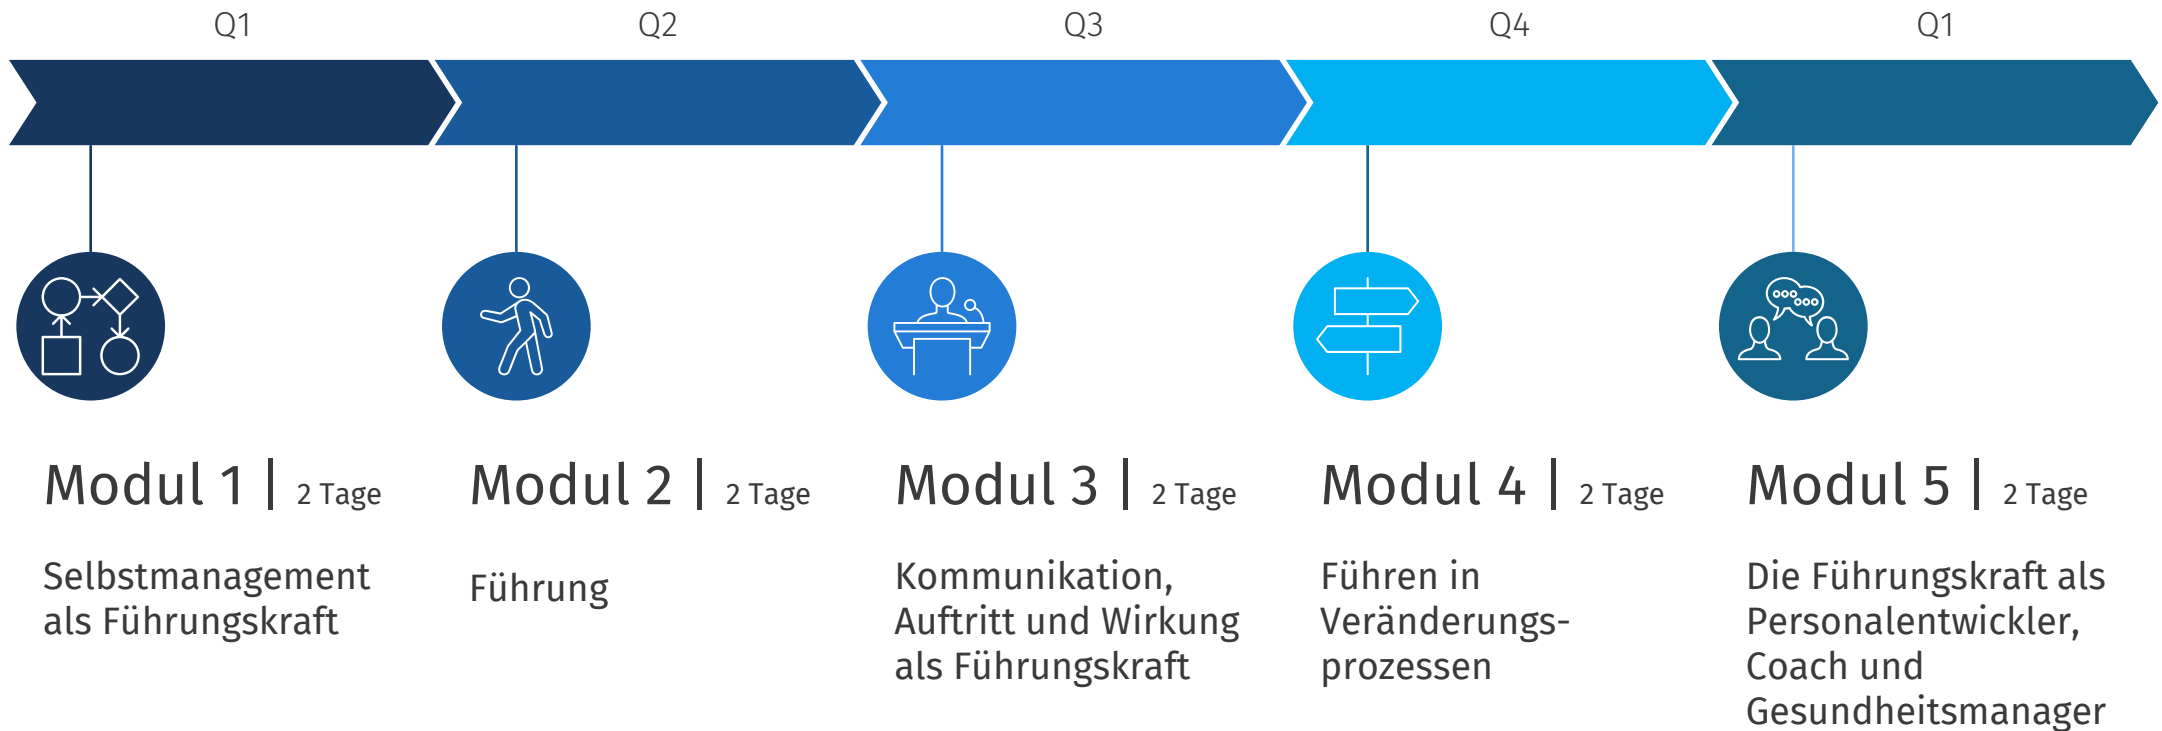 Q1
Q2
Q3
Q4
Q1
Modul 1 | 2 Tage
Selbstmanagement
als Führungskraft
Modul 2 | 2 Tage
Führung
Modul 3 | 2 Tage
Kommunikation,
Auftritt und Wirkung
als Führungskraft
Modul 4 | 2 Tage
Führen in
Veränderungs-
prozessen
Modul 5 | 2 Tage
Die Führungskraft als
Personalentwickler,
Coach und
Gesundheitsmanager